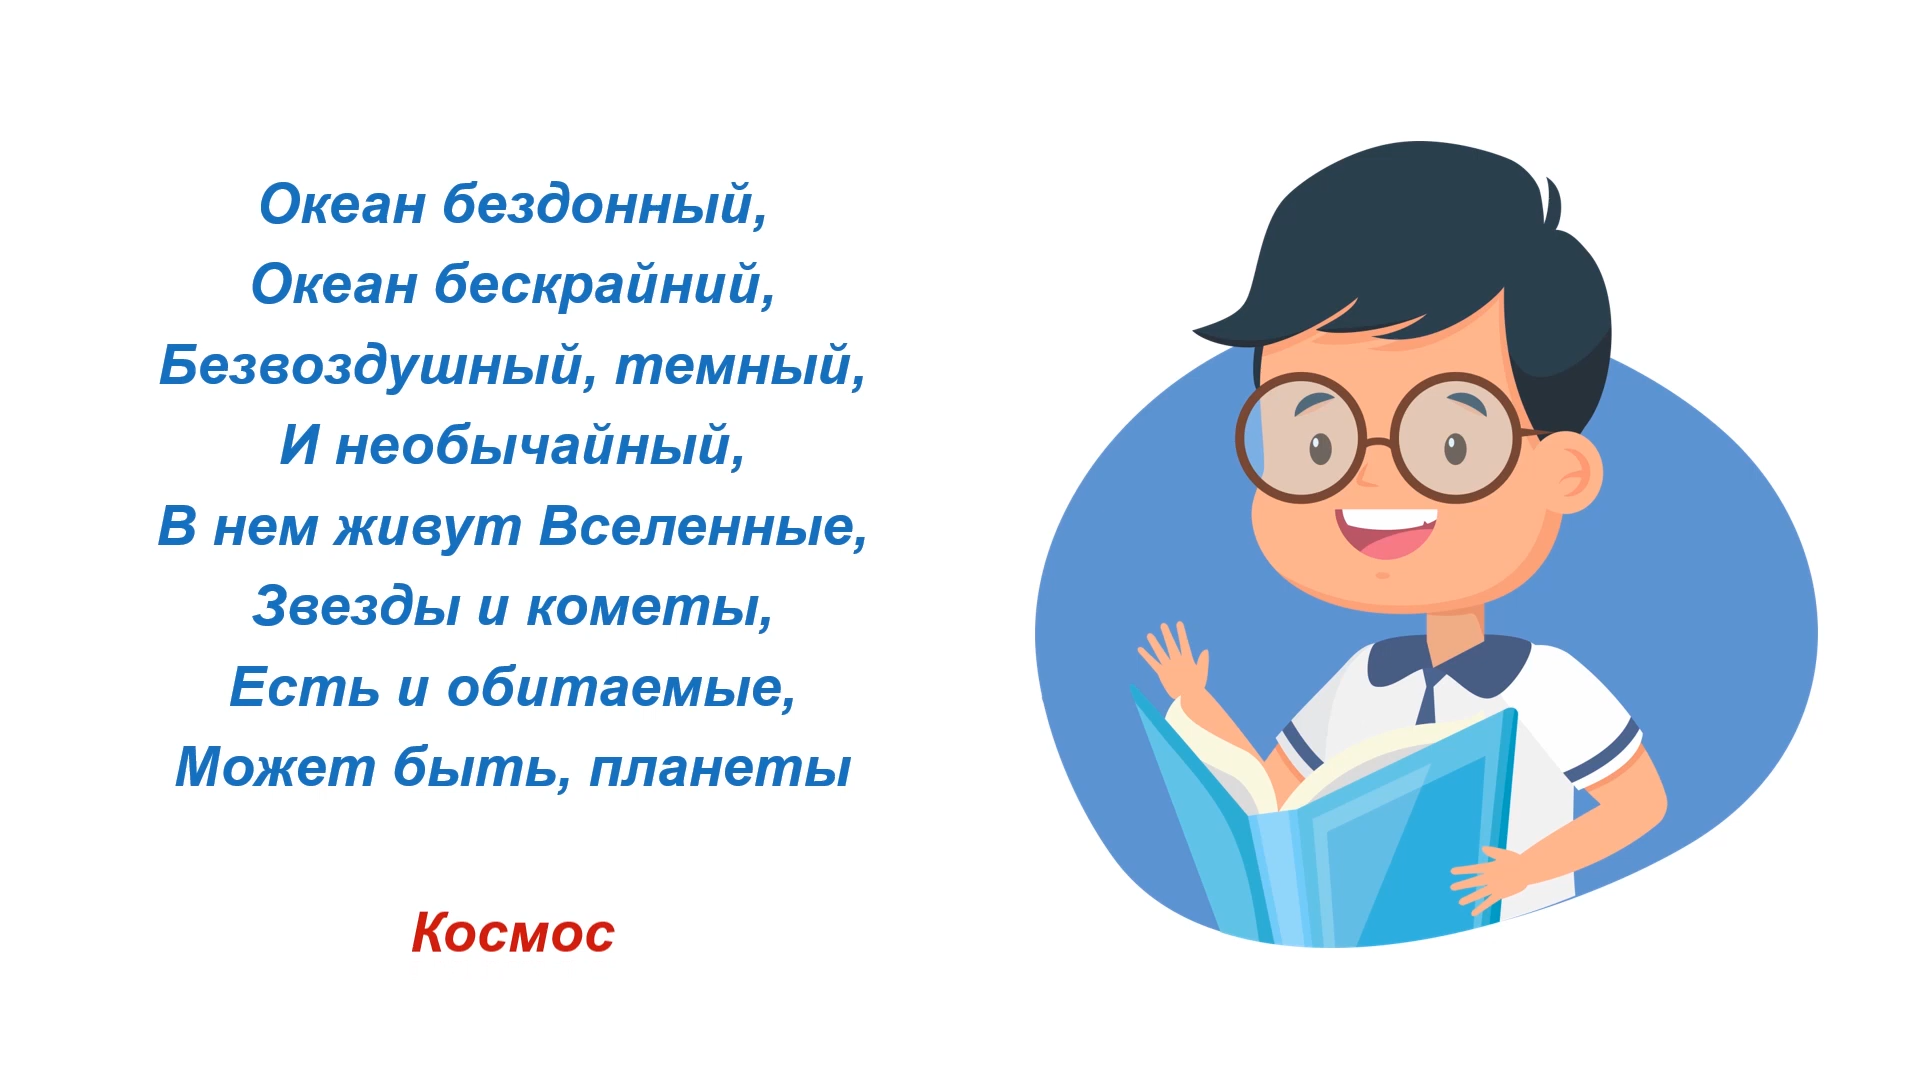 Океан бездонный,
Океан бескрайний,
Безвоздушный, темный,
И необычайный,
В нем живут Вселенные,
Звезды и кометы,
Есть и обитаемые,
Может быть, планеты
Космос